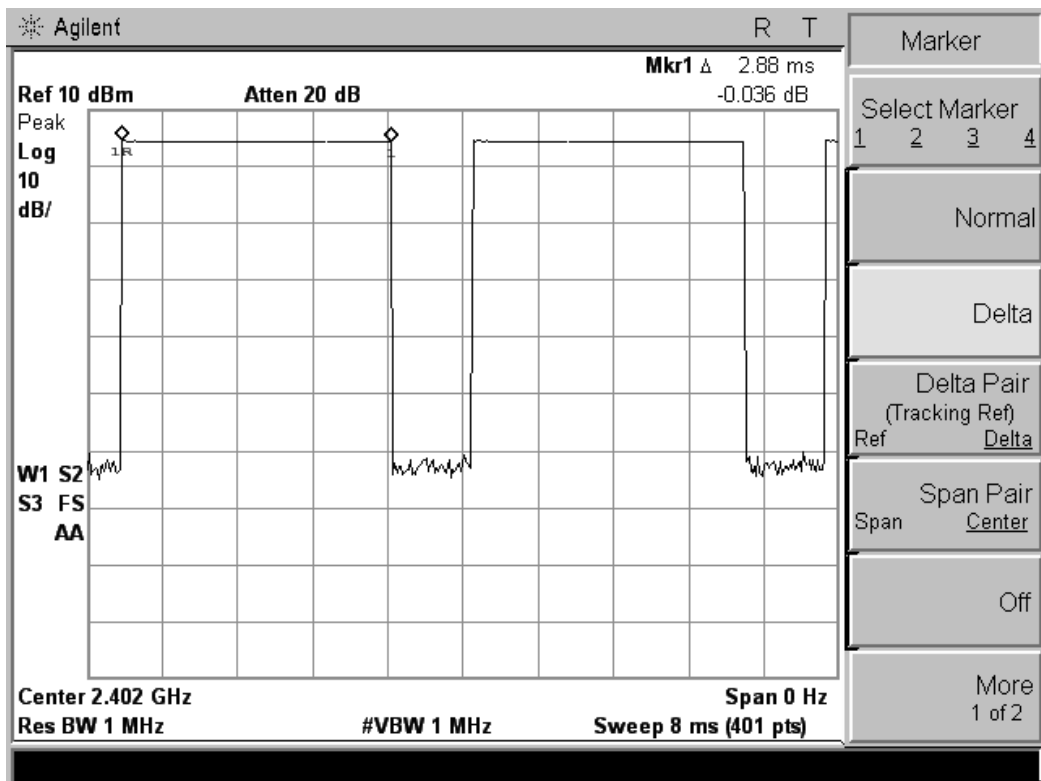 Agilent R T
Mkr1 Δ 2.88 ms
Ref 10 dBm Atten 20 dB -0.036 dB
Peak
Log
10
dB/
1R 1
W1 S2
S3 FS
AA
Center 2.402 GHz Span 0 Hz
Res BW 1 MHz #VBW 1 MHz Sweep 8 ms (401 pts)
Marker
Select Marker
1 2 3 4
Normal
Delta
Delta Pair
(Tracking Ref)
Ref Delta
Span Pair
Span Center
Off
More
1 of 2